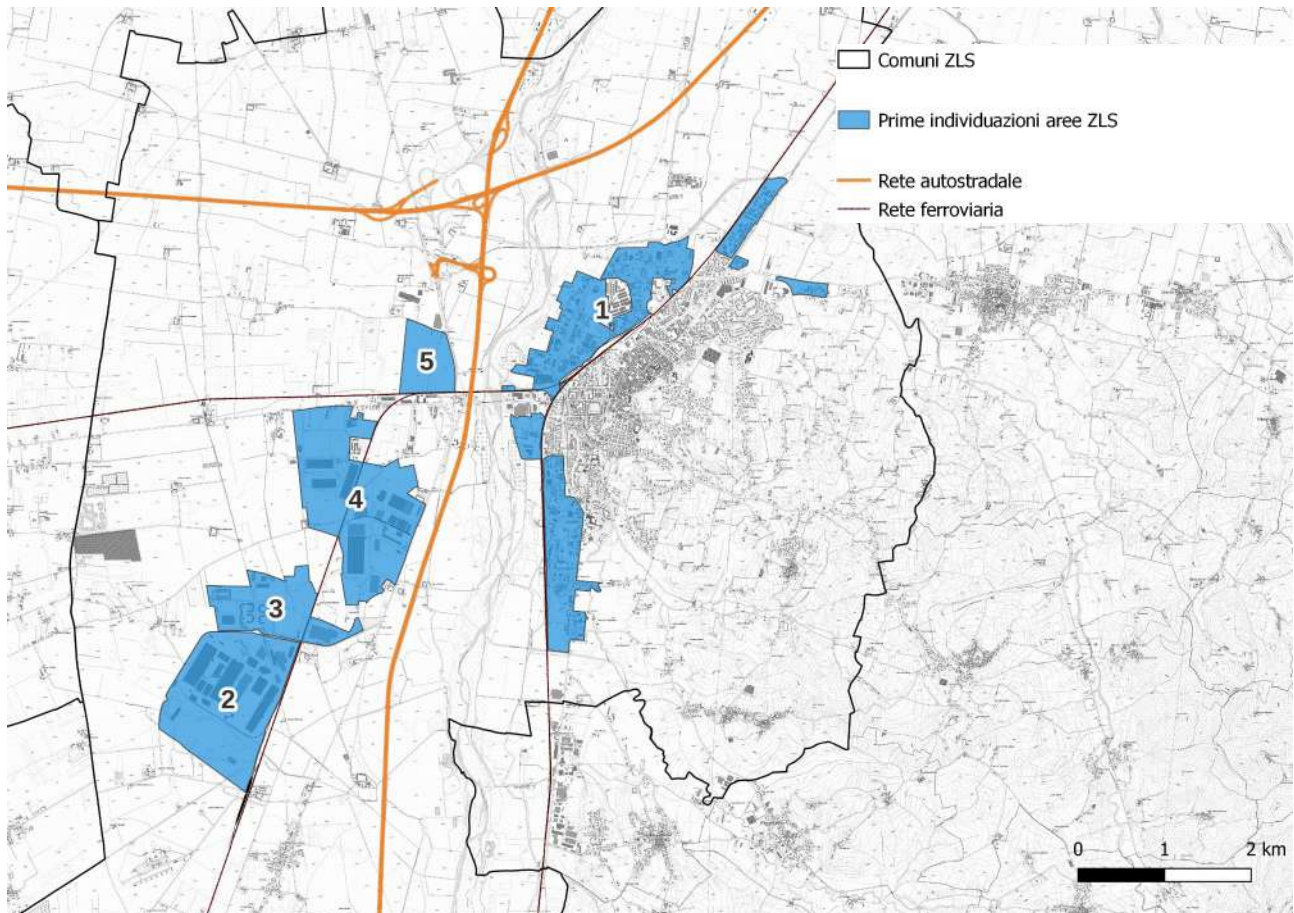 Comuni ZLS
Prime individuazioni aree ZLS
Rete autostradale
Rete ferroviaria
1
5
4
3
2
0 1 2 km